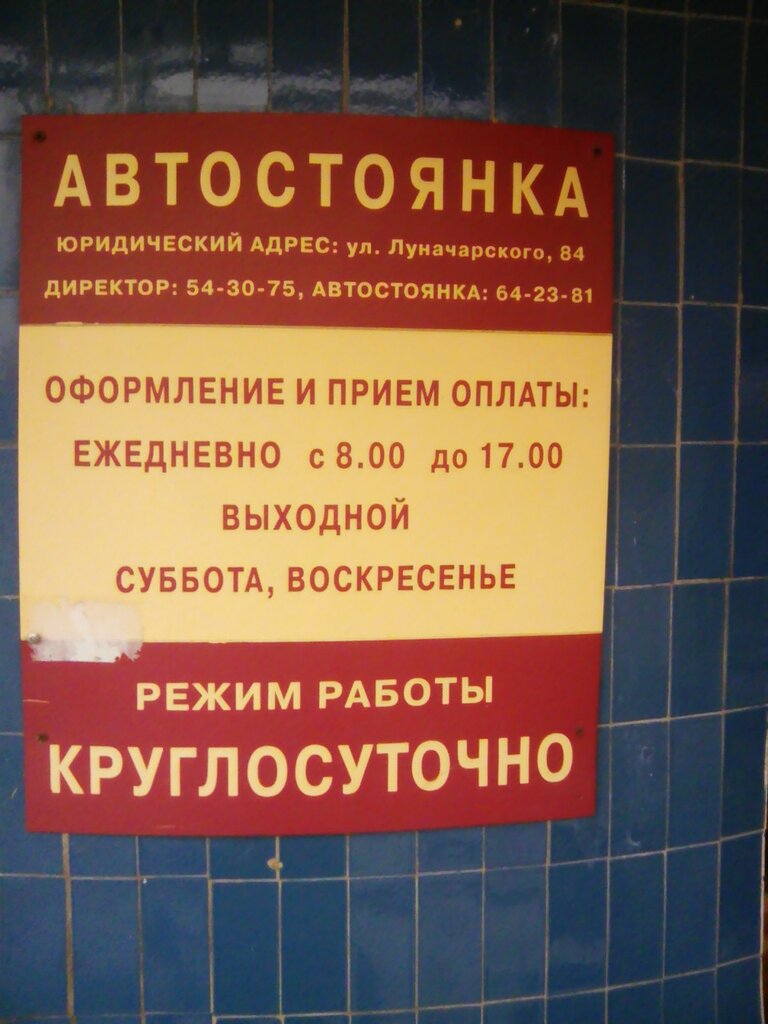 АВТОСТОЯНКА
ЮРИДИЧЕСКИЙ АДРЕС: ул. Луначарского, 84
ДИРЕКТОР: 54-30-75, АВТОСТОЯНКА: 64-23-81
ОФОРМЛЕНИЕ И ПРИЕМ ОПЛАТЫ:
ЕЖЕДНЕВНО с 8.00 до 17.00
ВЫХОДНОЙ
СУББОТА, ВОСКРЕСЕНЬЕ
РЕЖИМ РАБОТЫ
КРУГЛОСУТОЧНО